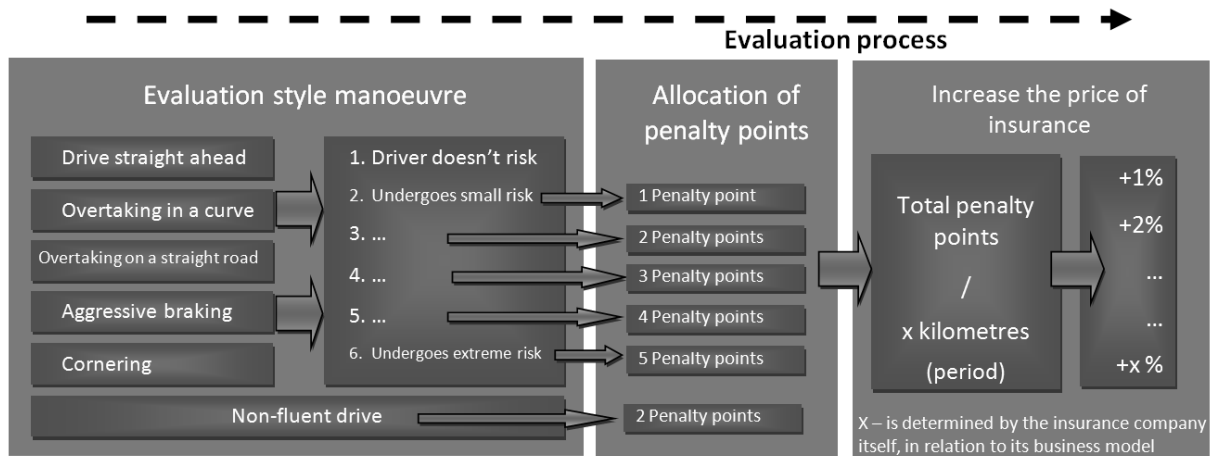 Evaluation process
Evaluation style manoeuvre
Drive straight ahead
Overtaking in a curve
Overtaking on a straight road
Aggressive braking
Cornering
1. Driver doesn't risk
2. Undergoes small risk
3. ...
4. ...
5. ...
6. Undergoes extreme risk
Non-fluent drive
Allocation of
penalty points
1 Penalty point
2 Penalty points
3 Penalty points
4 Penalty points
5 Penalty points
2 Penalty points
Increase the price of
insurance
Total penalty
points
/
x kilometres
(period)
+1%
+2%
...
...
+x %
X – is determined by the insurance company
itself, in relation to its business model